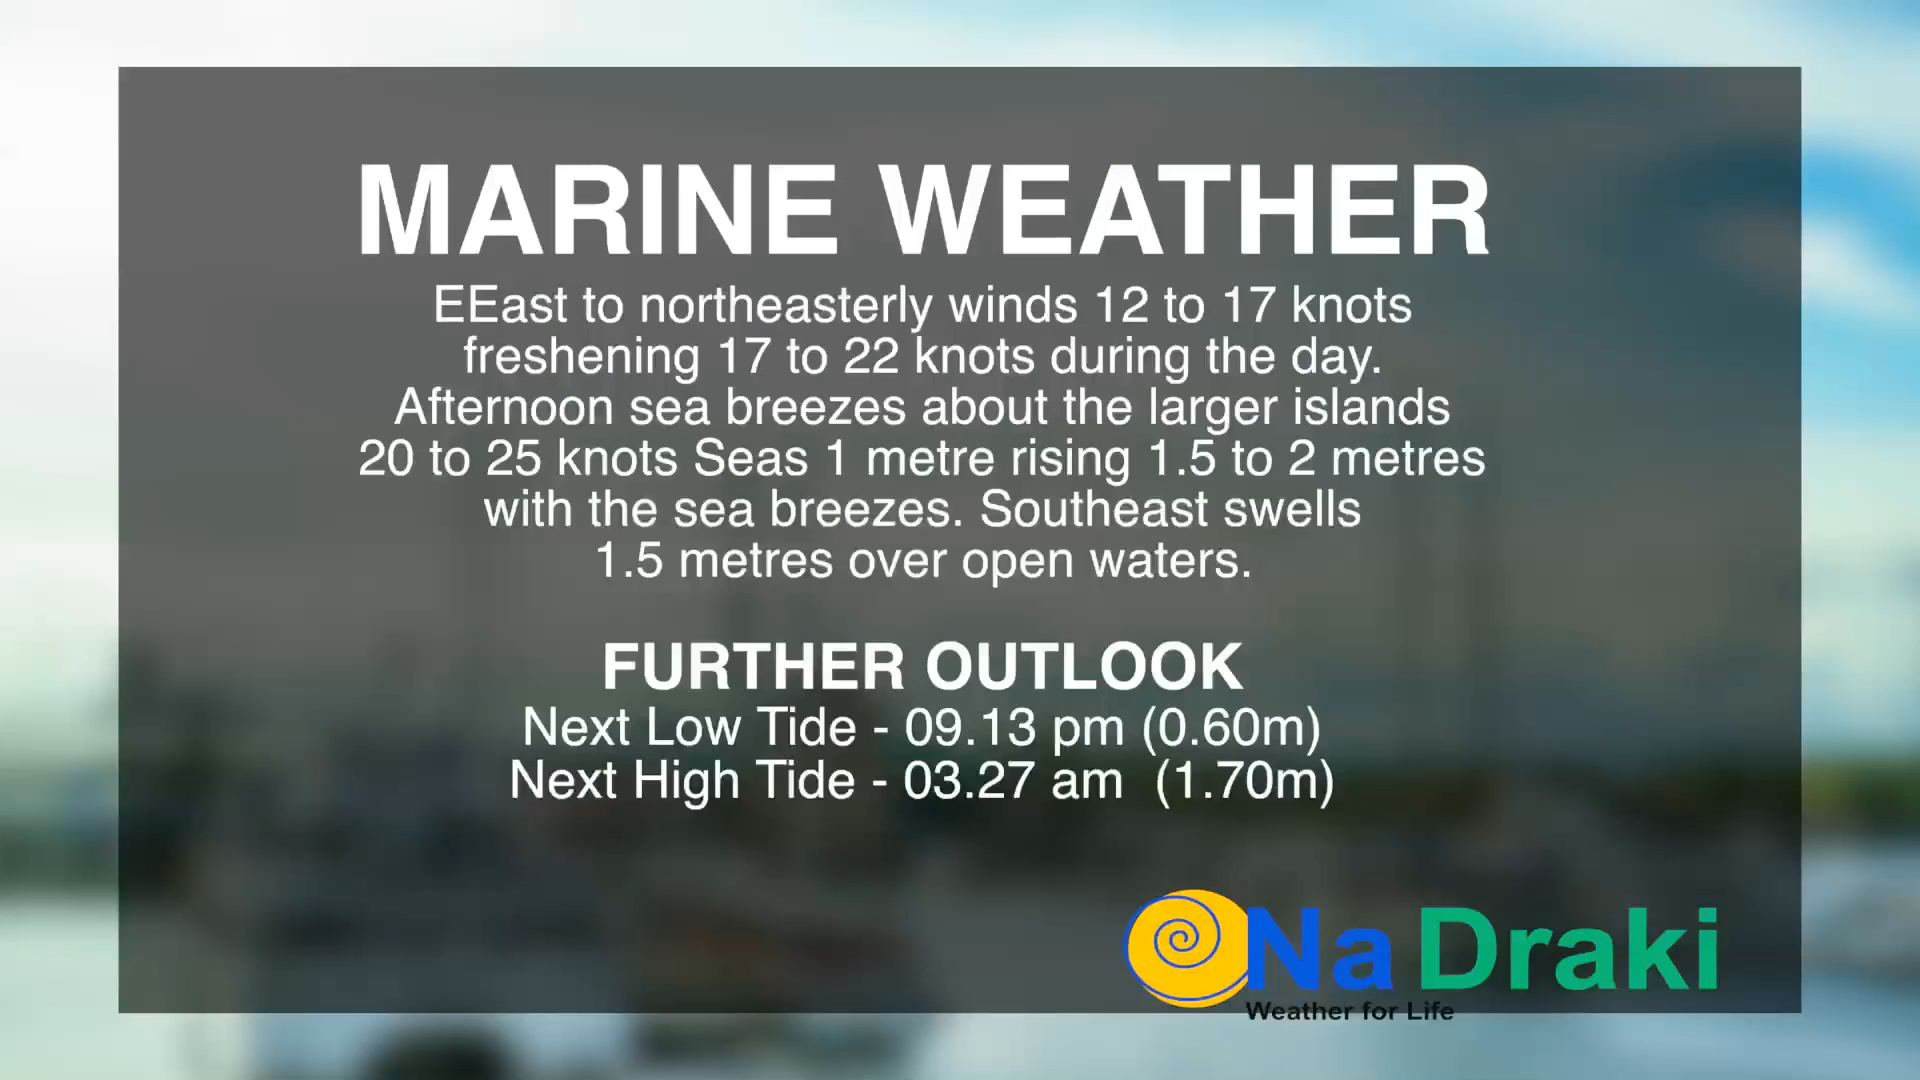 MARINE WEATHER
EEast to northeasterly winds 12 to 17 knots
freshening 17 to 22 knots during the day.
Afternoon sea breezes about the larger islands
20 to 25 knots Seas 1 metre rising 1.5 to 2 metres
with the sea breezes. Southeast swells
1.5 metres over open waters.
FURTHER OUTLOOK
Next Low Tide - 09.13 pm (0.60m)
Next High Tide - 03.27 am  (1.70m)
Na Draki
Weather for Life